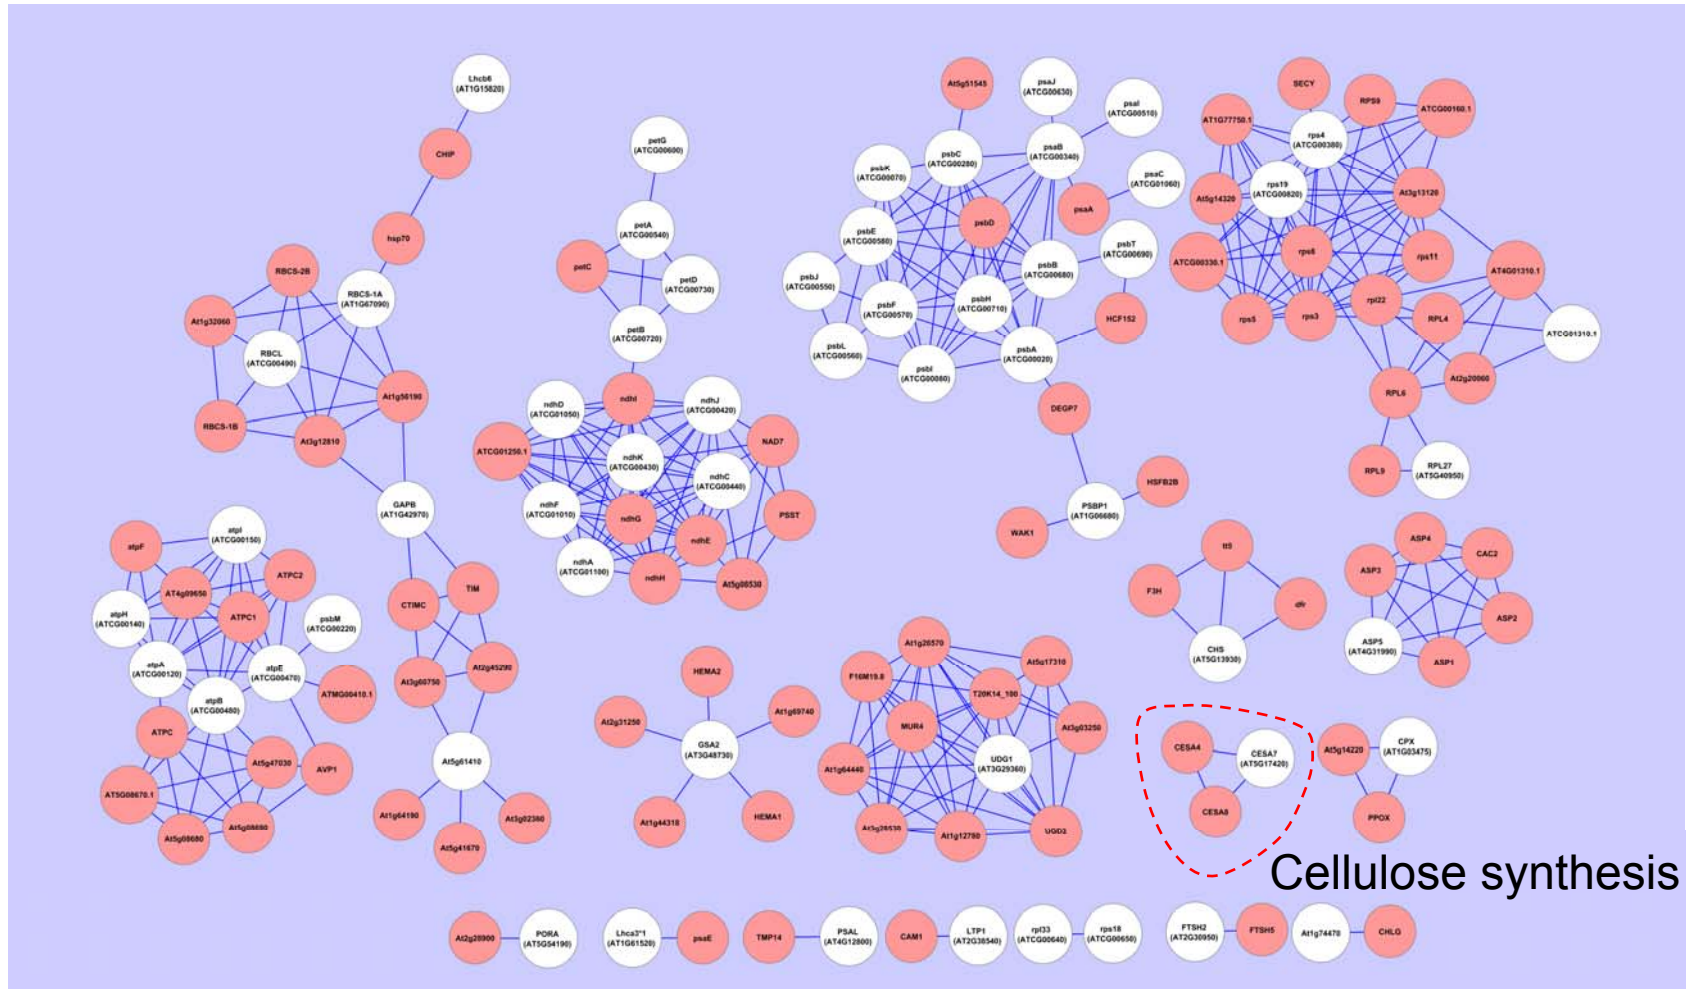 Lhcb6
(AT1G15820)
CHIP
hsp70
RBCS-2B
RBCS-1A
(AT1G67090)
At1g32060
RBCL
(ATCG00490)
At1g56190
RBCS-1B
At3g12810
GAPB
(AT1G42970)
petG
(ATCG00600)
petA
(ATCG00540)
petC
petD
(ATCG00730)
petB
(ATCG00720)
ndhD
(ATCG01050)
ndhI
ndhJ
(ATCG00420)
ATCG01250.1
ndhK
(ATCG00430)
NAD7
ndhC
(ATCG00440)
ndhF
(ATCG01010)
ndhG
PSST
ndhE
ndhA
(ATCG01100)
ndhH
At5g08530
At5g51545
psaJ
(ATCG00630)
psaI
(ATCG00510)
psbC
(ATCG00280)
psaB
(ATCG00340)
psbK
(ATCG00070)
psaC
(ATCG01060)
psaA
psbD
psbE
(ATCG00580)
psbT
(ATCG00690)
psbB
(ATCG00680)
psbJ
(ATCG00550)
psbF
(ATCG00570)
psbH
(ATCG00710)
HCF152
psbL
(ATCG00560)
psbA
(ATCG00020)
psbI
(ATCG00080)
DEGP7
HSFB2B
PSBP1
(AT1G06680)
WAK1
SECY
RPS9
ATCG00160.1
AT1G77750.1
rps4
(ATCG00380)
rps19
(ATCG00820)
At3g13120
At5g14320
rps8
rps11
ATCG00330.1
AT4G01310.1
rpl22
rps5
rps3
RPL4
ATCG01310.1
At2g20060
RPL6
RPL9
RPL27
(AT5G40950)
atpF
atpI
(ATCG00150)
AT4g09650
ATPC2
atpH
(ATCG00140)
ATPC1
psbM
(ATCG00220)
atpA
(ATCG00120)
atpE
(ATCG00470)
ATMG00410.1
atpB
(ATCG00480)
ATPC
At5g47030
AVP1
AT5G08670.1
At5g08680
At5g08690
TIM
CTIMC
At2g45290
At3g60750
At5g61410
At1g64190
At3g02360
At5g41670
HEMA2
At2g31250
At1g69740
GSA2
(AT3G48730)
At1g44318
HEMA1
At1g26570
At5g17310
F16M19.8
T20K14_100
MUR4
At3g03250
UDG1
(AT3G29360)
At1g64440
At1g12780
UGD2
tt5
F3H
dfr
CHS
(AT5G13930)
ASP4
CAC2
ASP3
ASP2
ASP5
(AT4G31990)
ASP1
CESA4
CESA7
(AT5G17420)
CESA8
At5g14220
CPX
(AT1G03475)
PPOX
Cellulose synthesis
At2g28900
PORA
(AT5G54190)
Lhca3*1
(AT1G61520)
psaE
TMP14
PSAL
(AT4G12800)
CAM1
LTP1
(AT2G38540)
rpl33
(ATCG00640)
rps18
(ATCG00650)
FTSH2
(AT2G30950)
FTSH5
At1g74470
CHLG